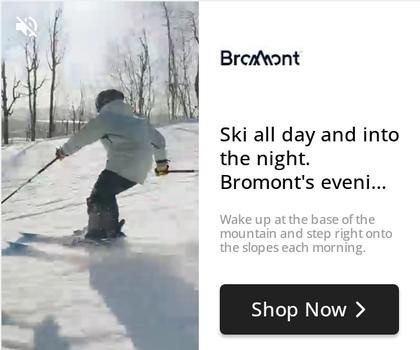 Bromont
Ski all day and into
the night.
Bromont's eveni...
Wake up at the base of the
mountain and step right onto
the slopes each morning.
Shop Now